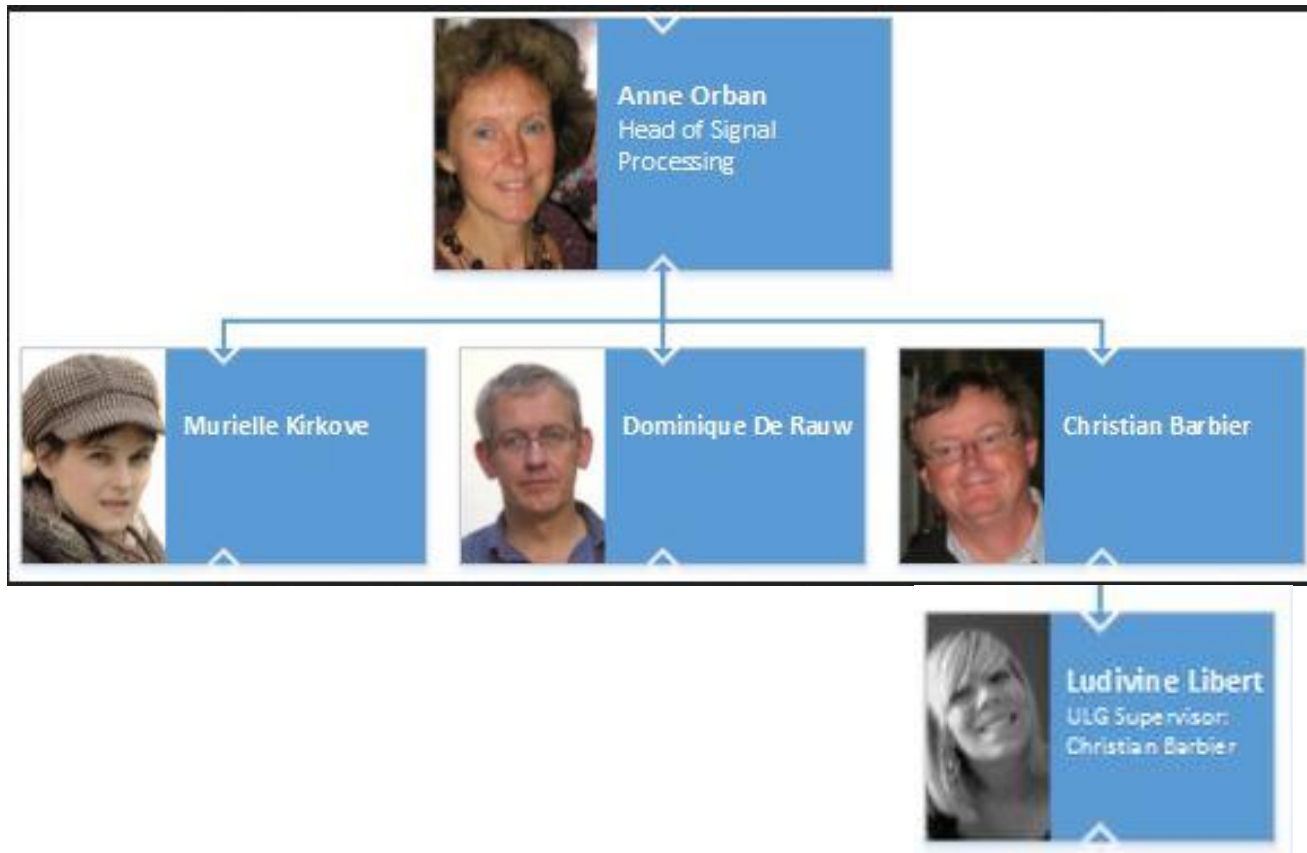 Anne Orban
Head of Signal
Processing
Murielle Kirkove
Dominique De Rauw
Christian Barbier
Ludivine Libert
ULG Supervisor:
Christian Barbier